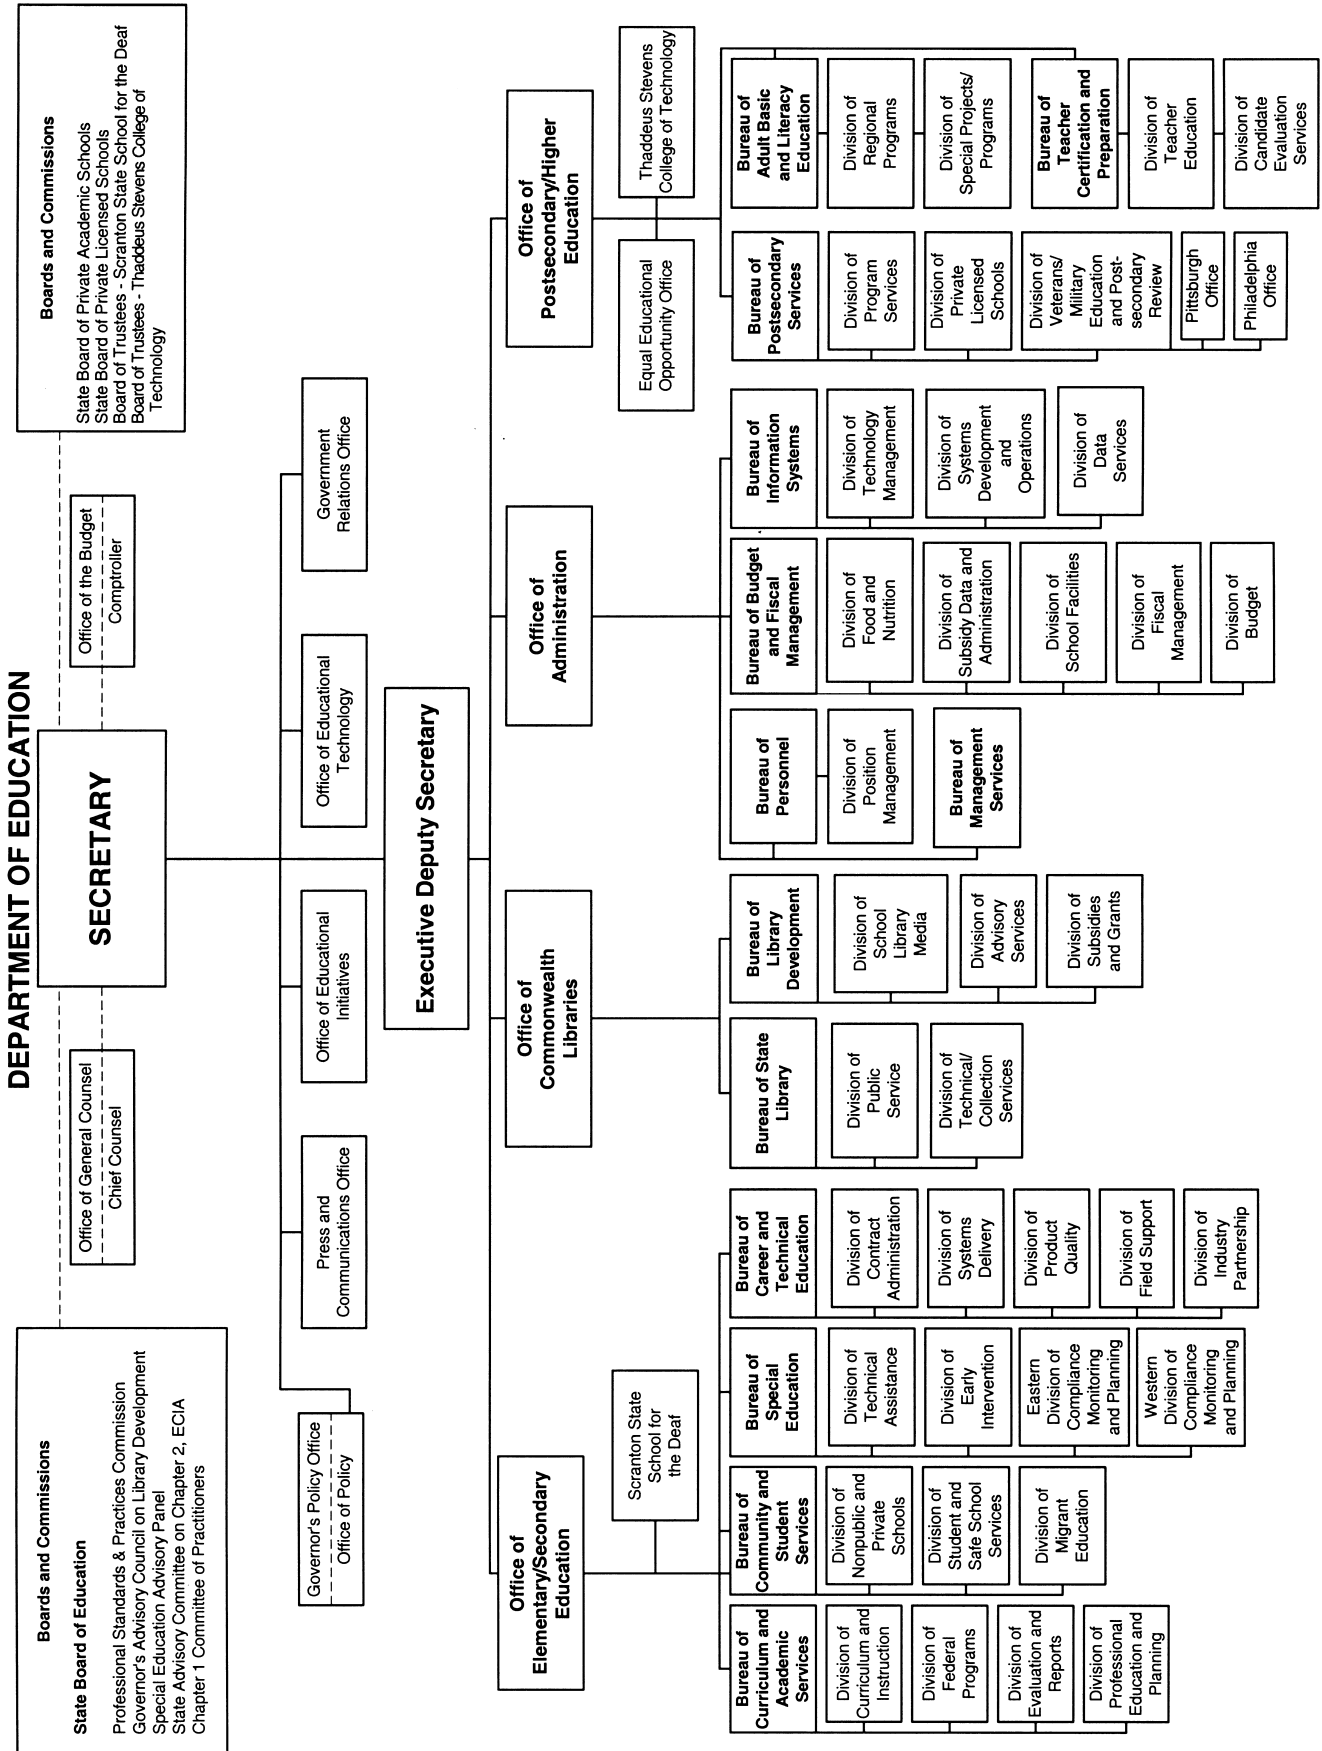 DEPARTMENT OF EDUCATION
Boards and Commissions
State Board of Education
Professional Standards & Practices Commission
Governor's Advisory Council on Library Development
Special Education Advisory Panel
State Advisory Committee on Chapter 2, ECIA
Chapter 1 Committee of Practitioners
Office of General Counsel
Chief Counsel
SECRETARY
Office of the Budget
Comptroller
Boards and Commissions
State Board of Private Academic Schools
State Board of Private Licensed Schools
Board of Trustees - Scranton State School for the Deaf
Board of Trustees - Thaddeus Stevens College of
Technology
Governor's Policy Office
Office of Policy
Press and
Communications Office
Office of Educational
Initiatives
Office of Educational
Technology
Government
Relations Office
Executive Deputy Secretary
Office of
Elementary/Secondary
Education
Office of
Commonwealth
Libraries
Office of
Administration
Office of
Postsecondary/Higher
Education
Scranton State
School for
the Deaf
Equal Educational
Opportunity Office
Thaddeus Stevens
College of Technology
Bureau of
Curriculum and
Academic
Services
Division of
Curriculum and
Instruction
Division of
Federal
Programs
Division of
Evaluation and
Reports
Division of
Professional
Education and
Planning
Bureau of
Community and
Student
Services
Division of
Nonpublic and
Private
Schools
Division of
Student and
Safe School
Services
Division of
Migrant
Education
Bureau of
Special
Education
Division of
Technical
Assistance
Division of
Early
Intervention
Eastern
Division of
Compliance
Monitoring
and Planning
Western
Division of
Compliance
Monitoring
and Planning
Bureau of
Career and
Technical
Education
Division of
Contract
Administration
Division of
Systems
Delivery
Division of
Product
Quality
Division of
Field Support
Division of
Industry
Partnership
Bureau of State
Library
Division of
Public
Service
Division of
Technical/
Collection
Services
Bureau of
Library
Development
Division of
School
Library
Media
Division of
Advisory
Services
Division of
Subsidies
and Grants
Bureau of
Personnel
Division of
Position
Management
Bureau of
Management
Services
Bureau of Budget
and Fiscal
Management
Division of
Food and
Nutrition
Division of
Subsidy Data and
Administration
Division of
School Facilities
Division of
Fiscal
Management
Division of
Budget
Bureau of
Information
Systems
Division of
Technology
Management
Division of
Systems
Development
and
Operations
Division of
Data
Services
Bureau of
Postsecondary
Services
Division of
Program
Services
Division of
Private
Licensed
Schools
Division of
Veterans/
Military
Education
and Post-
secondary
Review
Pittsburgh
Office
Philadelphia
Office
Bureau of
Adult Basic
and Literacy
Education
Division of
Regional
Programs
Division of
Special Projects/
Programs
Bureau of
Teacher
Certification and
Preparation
Division of
Teacher
Education
Division of
Candidate
Evaluation
Services